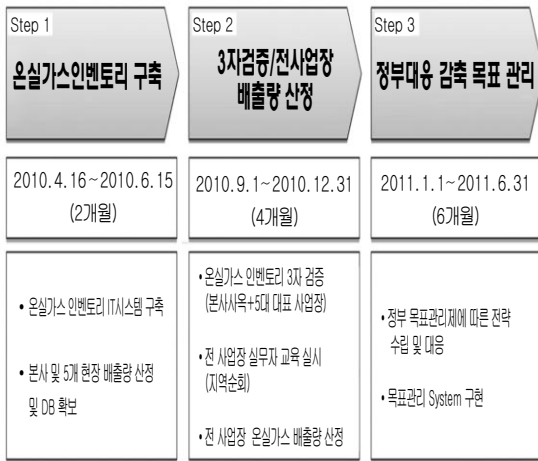 Step 1
온실가스인벤토리 구축
2010.4.16~2010.6.15
(2개월)
• 온실가스 인벤토리 IT시스템 구축
• 본사 및 5개 현장 배출량 산정
및 DB 확보
Step 2
3자검증/전사업장
배출량 산정
2010.9.1~2010.12.31
(4개월)
• 온실가스 인벤토리 3자 검증
(본사사옥+5대 대표 사업장)
• 전 사업장 실무자 교육 실시
(지역순회)
• 전 사업장 온실가스 배출량 산정
Step 3
정부대응 감축 목표 관리
2011.1.1~2011.6.31
(6개월)
• 정부 목표관리제에 따른 전략
수립 및 대응
• 목표관리 System 구현